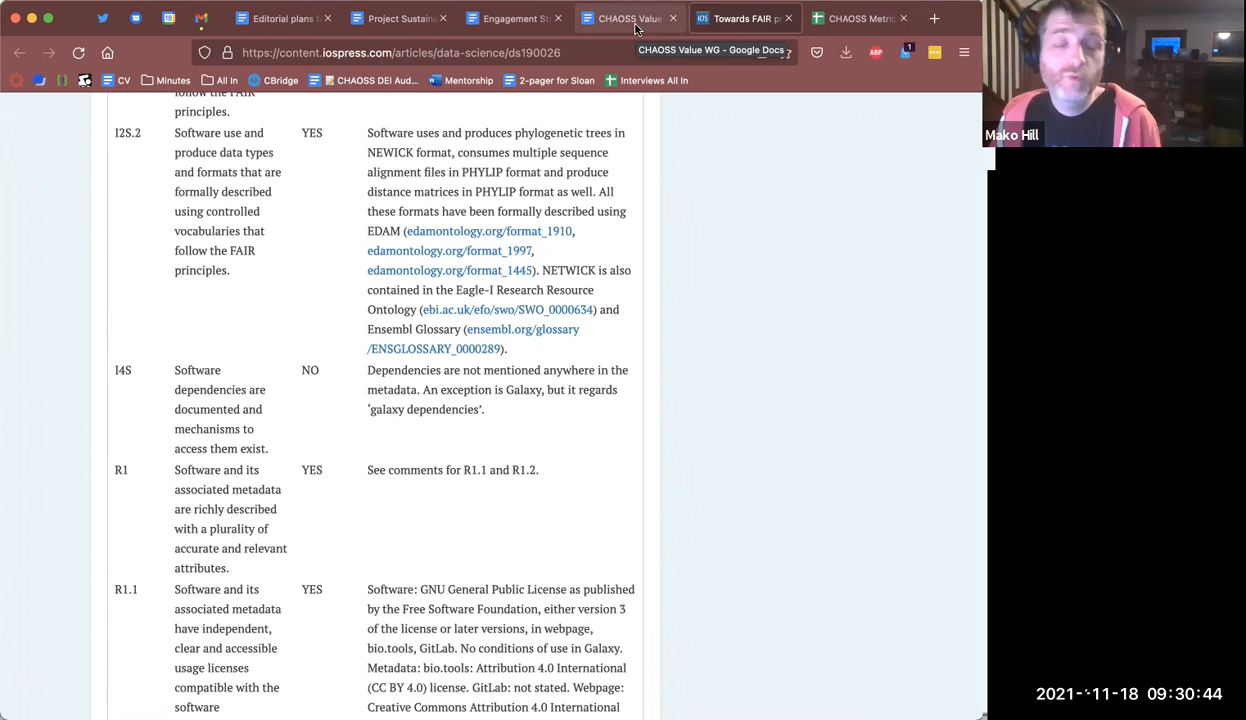 Editorial plans f
Project Sustaina
Engagement St
CHAOSS Value
Towards FAIR pr
CHAOSS Metric
https://content.iospress.com/articles/data-science/ds190026
CHAOSS Value WG - Google Docs
CV
Minutes
All In
CBridge
CHAOSS DEI Aud...
Mentorship
2-pager for Sloan
Interviews All In
Mako Hill
follow the FAIR
principles.
I2S.2 Software use and YES Software uses and produces phylogenetic trees in
produce data types NEWICK format, consumes multiple sequence
and formats that are alignment files in PHYLIP format and produce
formally described distance matrices in PHYLIP format as well. All
using controlled these formats have been formally described using
vocabularies that EDAM (edamontology.org/format_1910,
follow the FAIR edamontology.org/format_1997,
principles. edamontology.org/format_1445). NETWICK is also
contained in the Eagle-I Research Resource
Ontology (ebi.ac.uk/efo/swo/SWO_0000634) and
Ensembl Glossary (ensembl.org/glossary
/ENSGLOSSARY_0000289).
I4S Software NO Dependencies are not mentioned anywhere in the
dependencies are metadata. An exception is Galaxy, but it regards
documented and ‘galaxy dependencies’.
mechanisms to
access them exist.
R1 Software and its YES See comments for R1.1 and R1.2.
associated metadata
are richly described
with a plurality of
accurate and relevant
attributes.
R1.1 Software and its YES Software: GNU General Public License as published
associated metadata by the Free Software Foundation, either version 3
have independent, of the license or later versions, in webpage,
clear and accessible bio.tools, GitLab. No conditions of use in Galaxy.
usage licenses Metadata: bio.tools: Attribution 4.0 International
compatible with the (CC BY 4.0) license. GitLab: not stated. Webpage:
software Creative Commons Attribution 4.0 International
2021-11-18 09:30:44